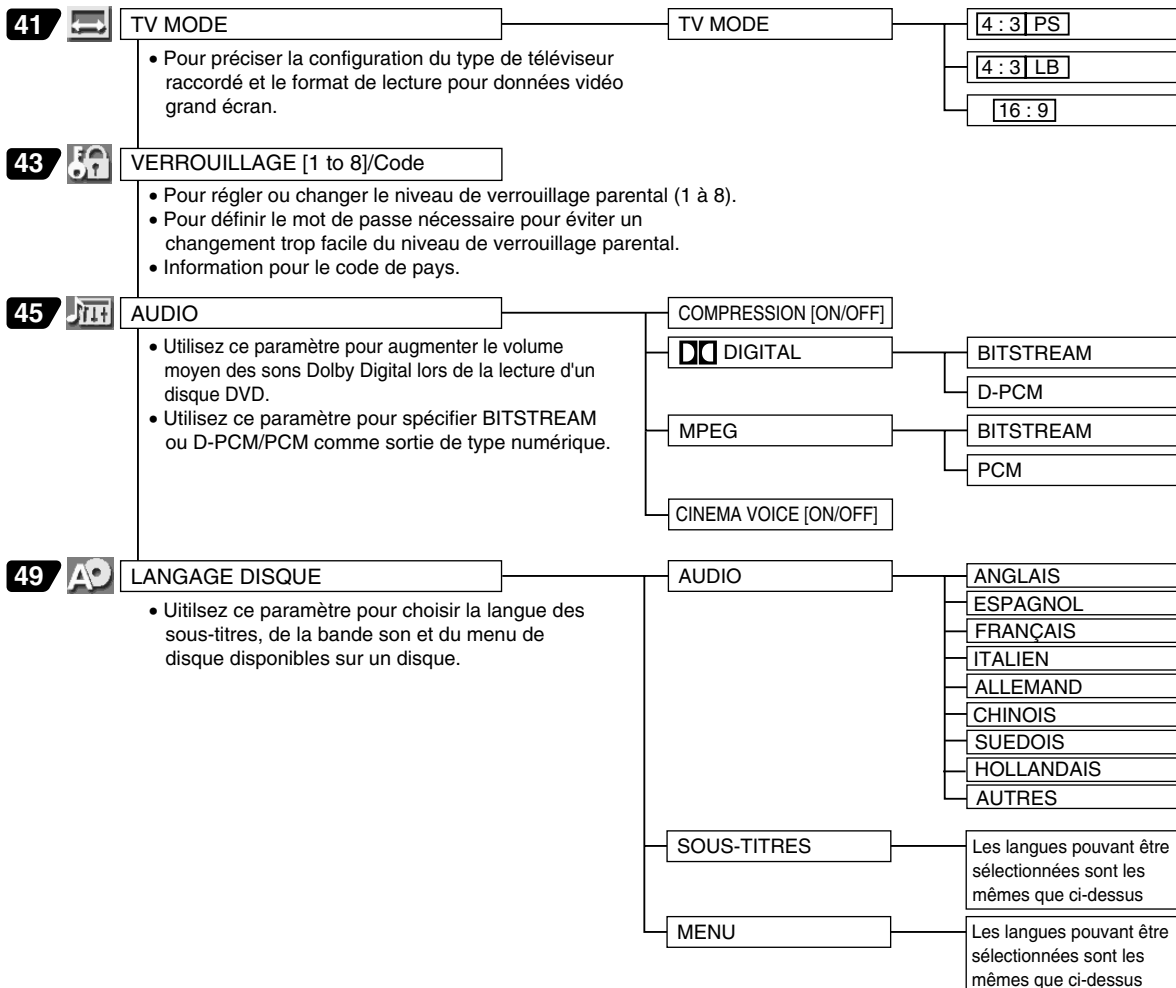 41 TV MODE TV MODE 4 : 3 PS
• Pour préciser la configuration du type de téléviseur
raccordé et le format de lecture pour données vidéo
grand écran.
4 : 3 LB
16 : 9
43 VERROUILLAGE [1 to 8]/Code
• Pour régler ou changer le niveau de verrouillage parental (1 à 8).
• Pour définir le mot de passe nécessaire pour éviter un
changement trop facile du niveau de verrouillage parental.
• Information pour le code de pays.
45 AUDIO COMPRESSION [ON/OFF]
• Utilisez ce paramètre pour augmenter le volume
moyen des sons Dolby Digital lors de la lecture d'un
disque DVD.
• Utilisez ce paramètre pour spécifier BITSTREAM
ou D-PCM/PCM comme sortie de type numérique.
DIGITAL BITSTREAM
D-PCM
MPEG BITSTREAM
PCM
CINEMA VOICE [ON/OFF]
49 LANGAGE DISQUE AUDIO ANGLAIS
• Uitilsez ce paramètre pour choisir la langue des
sous-titres, de la bande son et du menu de
disque disponibles sur un disque.
ESPAGNOL
FRANÇAIS
ITALIEN
ALLEMAND
CHINOIS
SUEDOIS
HOLLANDAIS
AUTRES
SOUS-TITRES Les langues pouvant être
sélectionnées sont les
mêmes que ci-dessus
MENU Les langues pouvant être
sélectionnées sont les
mêmes que ci-dessus